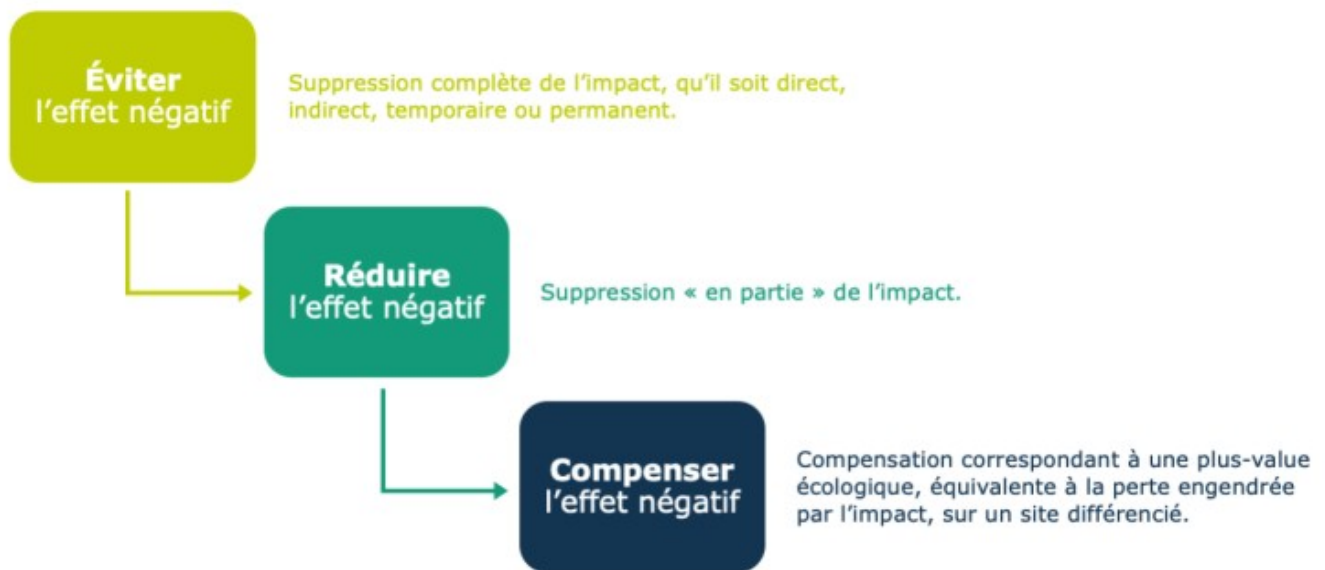 Éviter
l’effet négatif
Suppression complète de l’impact, qu’il soit direct,
indirect, temporaire ou permanent.
Réduire
l’effet négatif
Suppression « en partie » de l’impact.
Compenser
l’effet négatif
Compensation correspondant à une plus-value
écologique, équivalente à la perte engendrée
par l’impact, sur un site différencié.